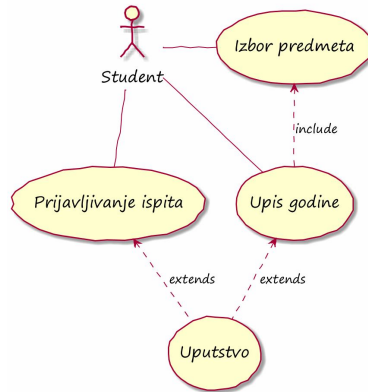 Izbor predmeta
Student
include
Prijavljivanje ispita
Upis godine
extends
extends
Uputstvo